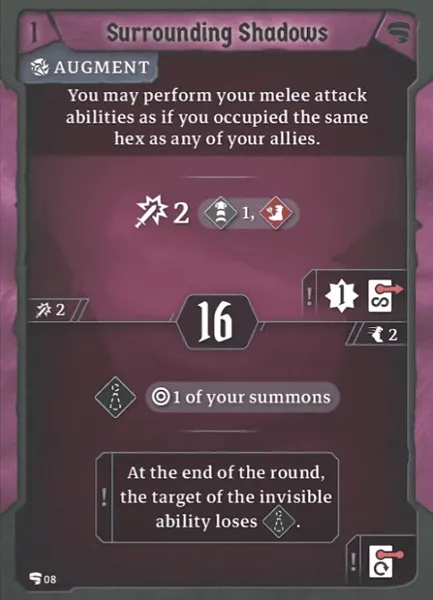 1
Surrounding Shadows
AUGMENT
You may perform your melee attack
abilities as if you occupied the same
hex as any of your allies.
2 1,
1
2
16
2
1 of your summons
! At the end of the round,
the target of the invisible
ability loses .
!
08